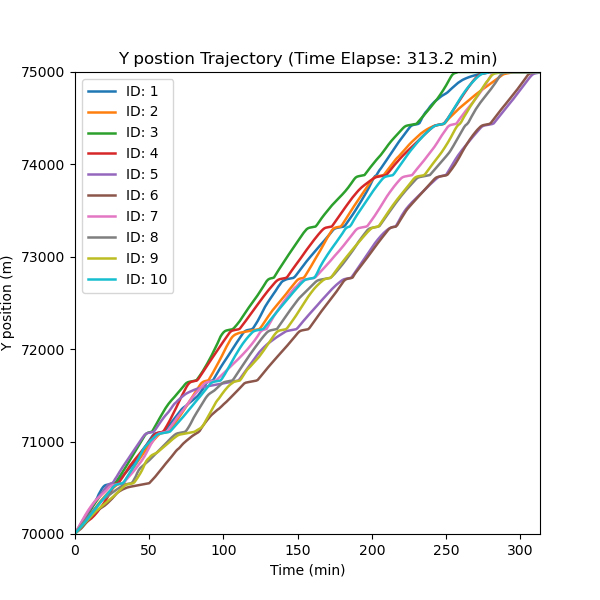 Y postion Trajectory (Time Elapse: 313.2 min)
75000
74000
73000
72000
71000
70000
Y position (m)
ID: 1
ID: 2
ID: 3
ID: 4
ID: 5
ID: 6
ID: 7
ID: 8
ID: 9
ID: 10
0 50 100 150 200 250 300
Time (min)